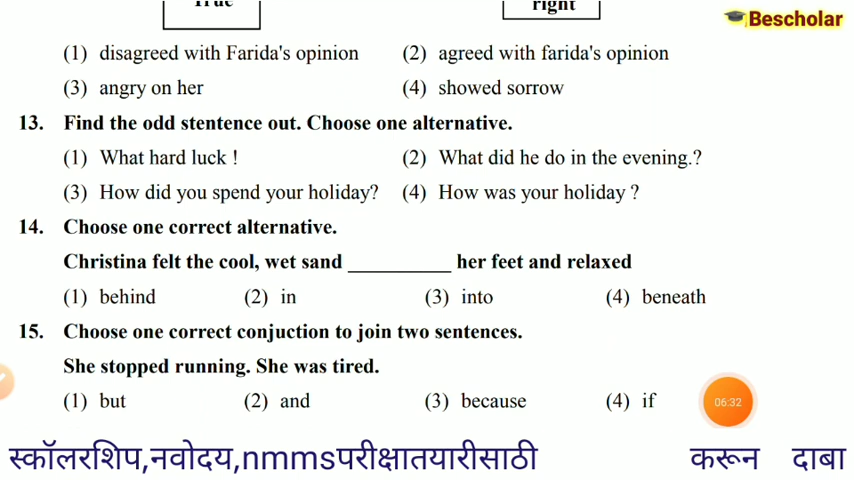 True right
Bescholar
(1) disagreed with Farida's opinion (2) agreed with farida's opinion
(3) angry on her (4) showed sorrow
13. Find the odd stentence out. Choose one alternative.
(1) What hard luck ! (2) What did he do in the evening.?
(3) How did you spend your holiday? (4) How was your holiday ?
14. Choose one correct alternative.
Christina felt the cool, wet sand __________ her feet and relaxed
(1) behind (2) in (3) into (4) beneath
15. Choose one correct conjuction to join two sentences.
She stopped running. She was tired.
(1) but (2) and (3) because (4) if
06:32
स्कॉलरशिप,नवोदय,nmmsपरीक्षातयारीसाठी करून दाबा